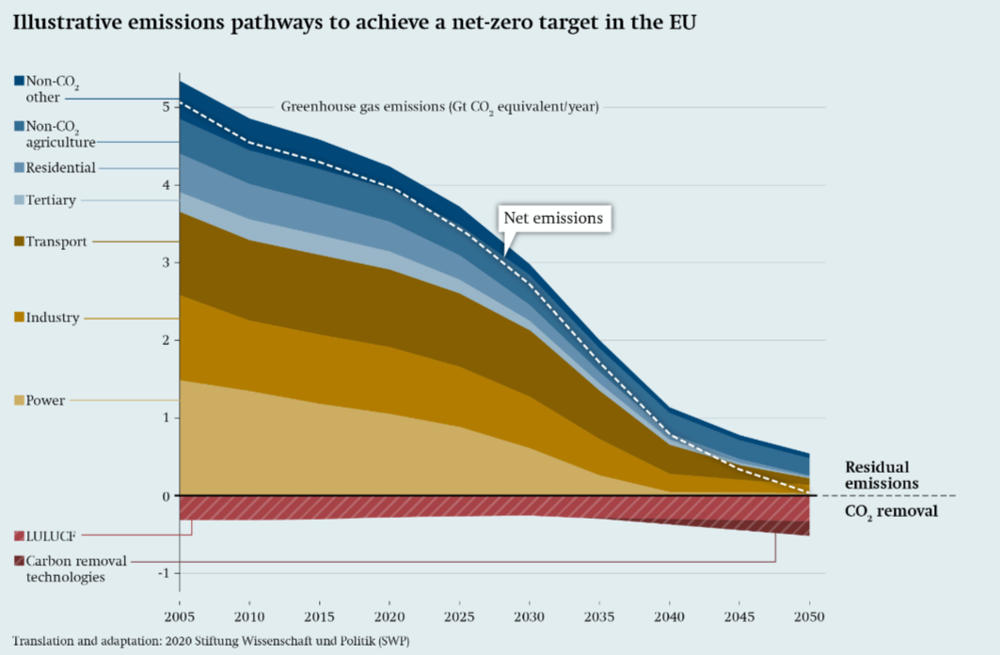 Illustrative emissions pathways to achieve a net-zero target in the EU
Non-CO₂
other
Greenhouse gas emissions (Gt CO₂ equivalent/year)
5
Non-CO₂
agriculture
Residential
4
Tertiary
Net emissions
Transport
3
Industry
2
Power
1
Residual
emissions
0
CO₂ removal
LULUCF
Carbon removal
technologies
-1
2005 2010 2015 2020 2025 2030 2035 2040 2045 2050
Translation and adaptation: 2020 Stiftung Wissenschaft und Politik (SWP)